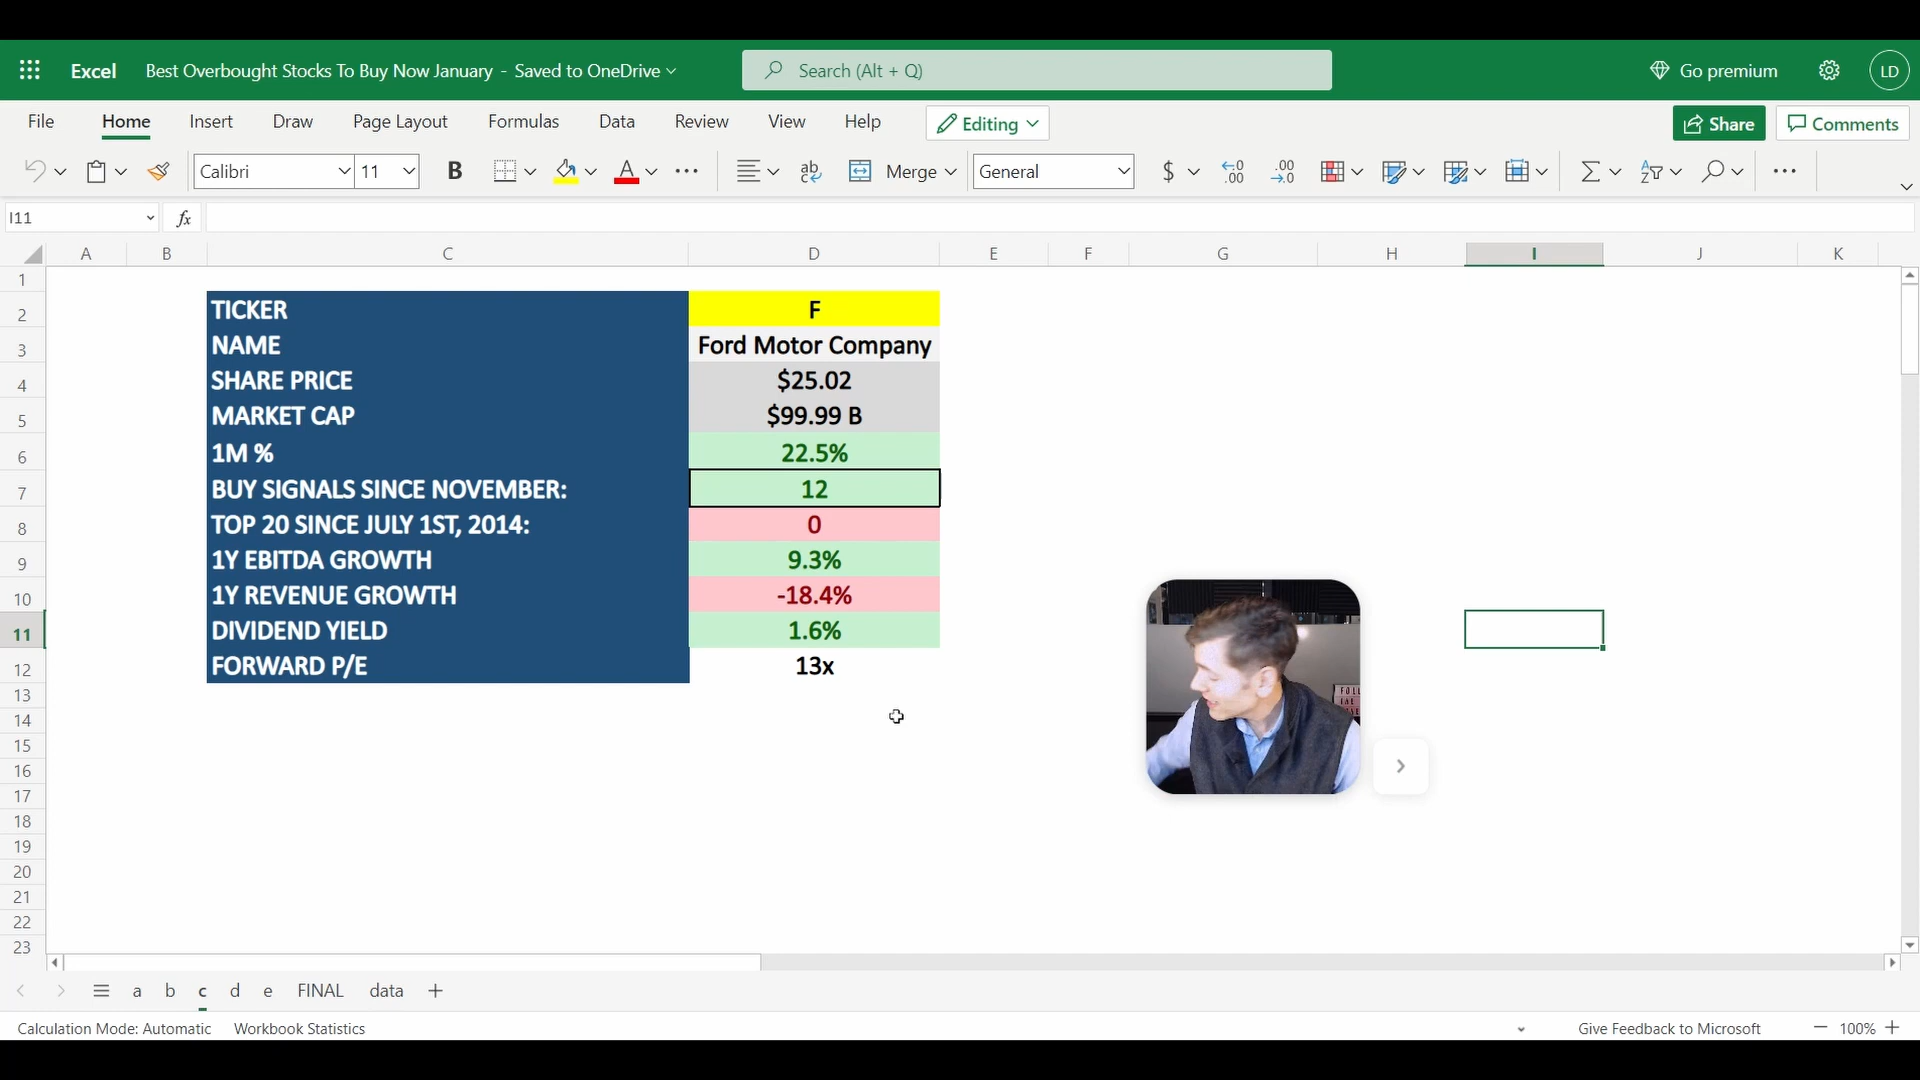 Excel Best Overbought Stocks To Buy Now January - Saved to OneDrive Search (Alt + Q) Go premium LD
File Home Insert Draw Page Layout Formulas Data Review View Help Editing Share Comments
Calibri 11 B A ab Merge General $ .00 .00
I11 fx
A B C D E F G H I J K
1
2 TICKER F
3 NAME Ford Motor Company
4 SHARE PRICE $25.02
5 MARKET CAP $99.99 B
6 1M % 22.5%
7 BUY SIGNALS SINCE NOVEMBER: 12
8 TOP 20 SINCE JULY 1ST, 2014: 0
9 1Y EBITDA GROWTH 9.3%
10 1Y REVENUE GROWTH -18.4%
11 DIVIDEND YIELD 1.6%
12 FORWARD P/E 13x
13
14
15
16
17
18
19
20
21
22
23
a b c d e FINAL data
Calculation Mode: Automatic Workbook Statistics Give Feedback to Microsoft 100%